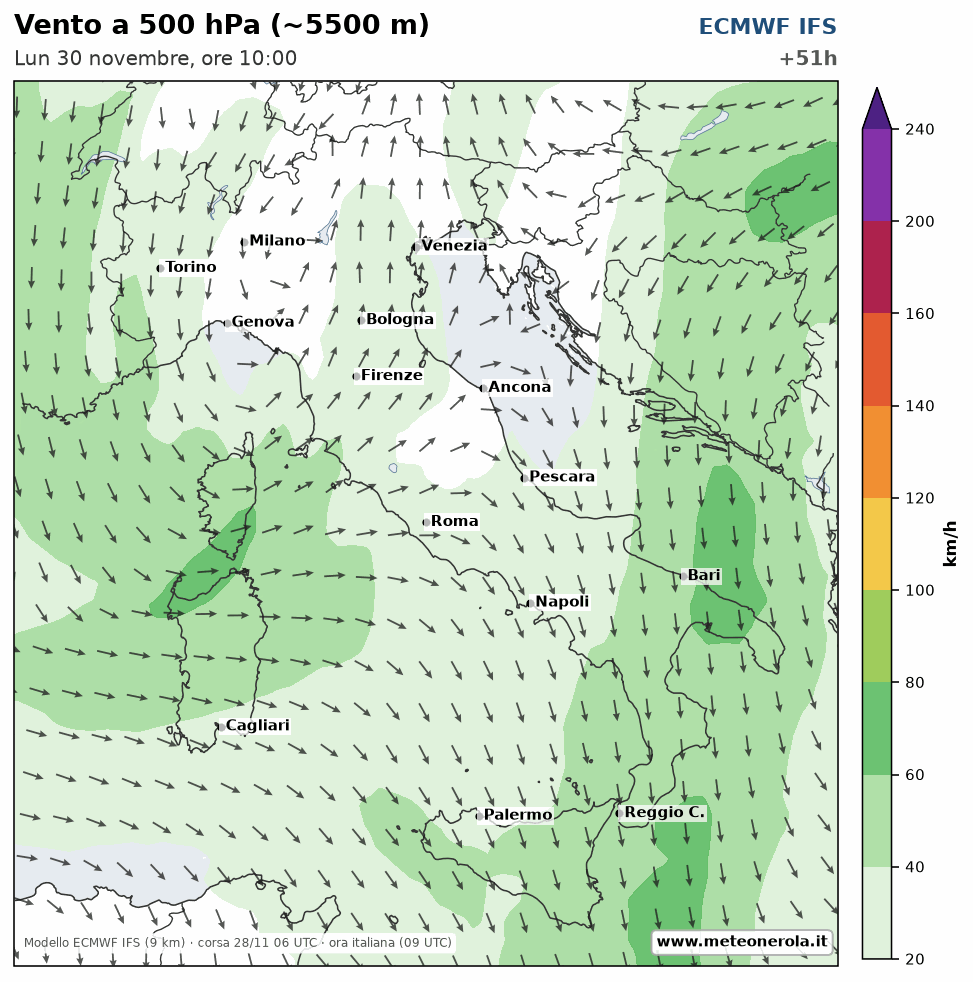 Vento a 500 hPa (~5500 m)
ECMWF IFS
Lun 30 novembre, ore 10:00
+51h
240
200
160
140
120
100
80
60
40
20
km/h
Milano
Venezia
Torino
Genova
Bologna
Firenze
Ancona
Pescara
Roma
Bari
Napoli
Cagliari
Palermo
Reggio C.
Modello ECMWF IFS (9 km) · corsa 28/11 06 UTC · ora italiana (09 UTC)
www.meteonerola.it